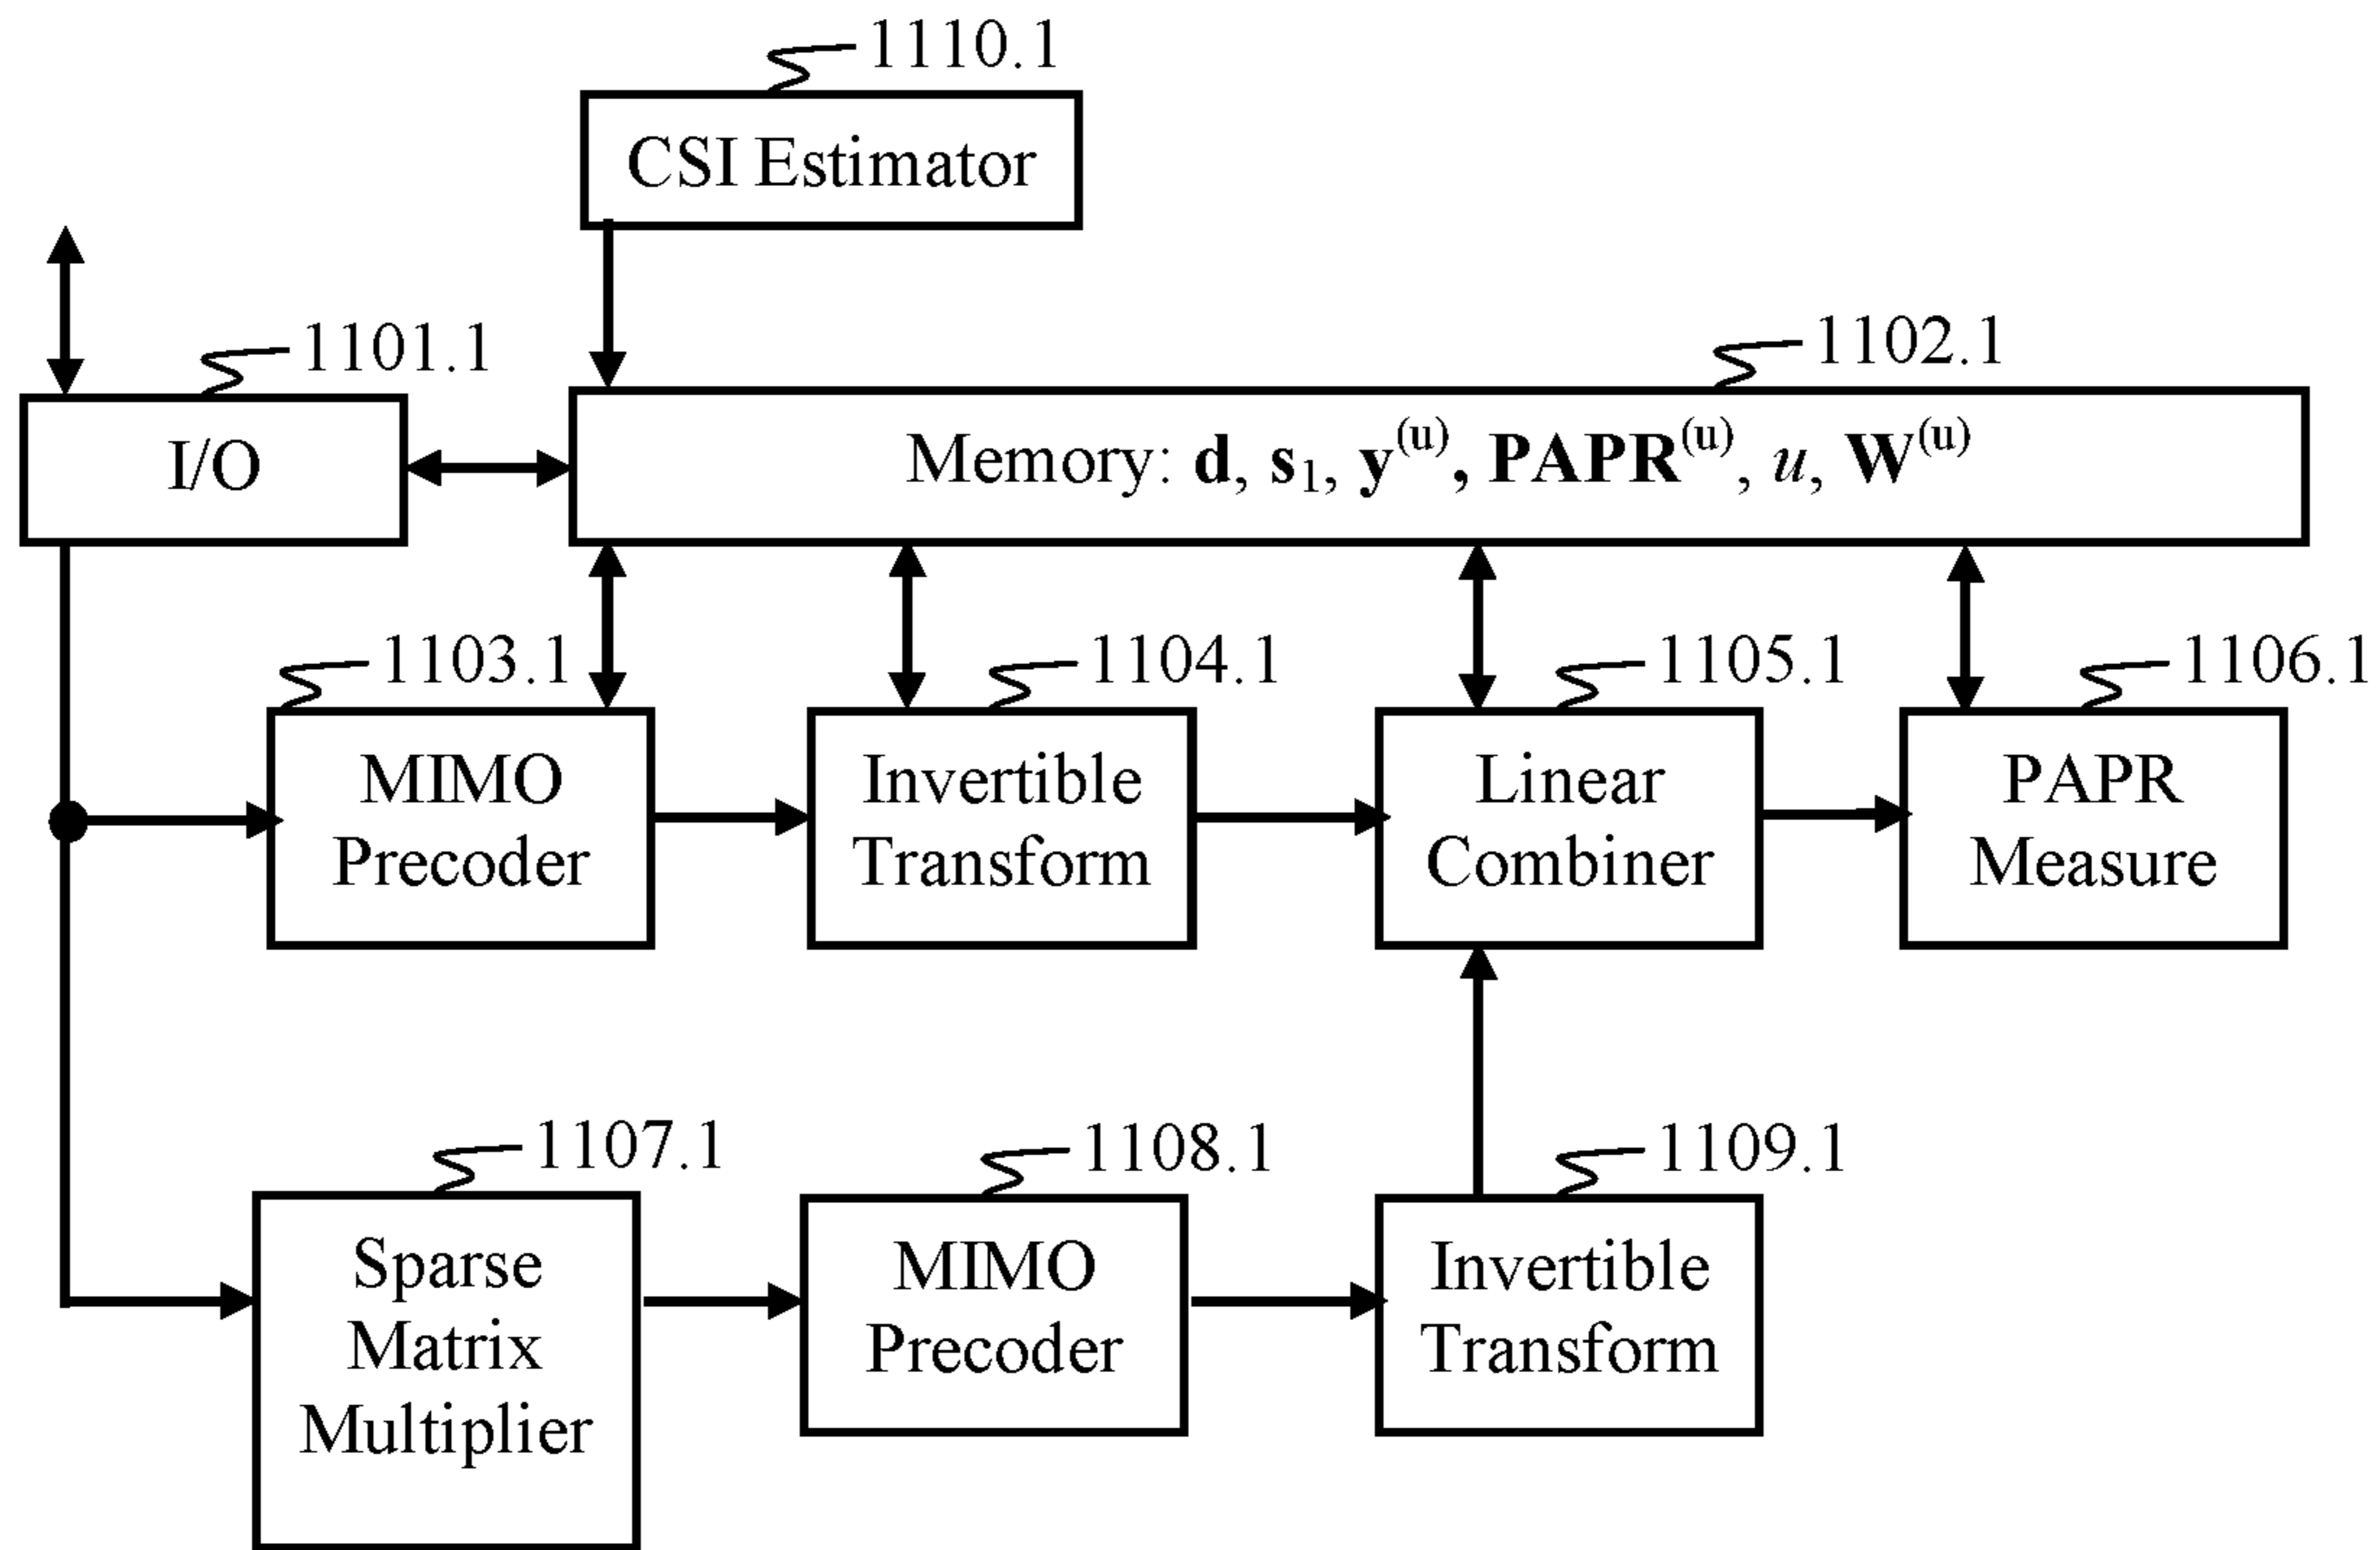 1110.1
CSI Estimator
1101.1
1102.1
I/O
Memory: d, s₁, y⁽ᵘ⁾, PAPR⁽ᵘ⁾, u, W⁽ᵘ⁾
1103.1
1104.1
1105.1
1106.1
MIMO
Precoder
Invertible
Transform
Linear
Combiner
PAPR
Measure
1107.1
1108.1
1109.1
Sparse
Matrix
Multiplier
MIMO
Precoder
Invertible
Transform